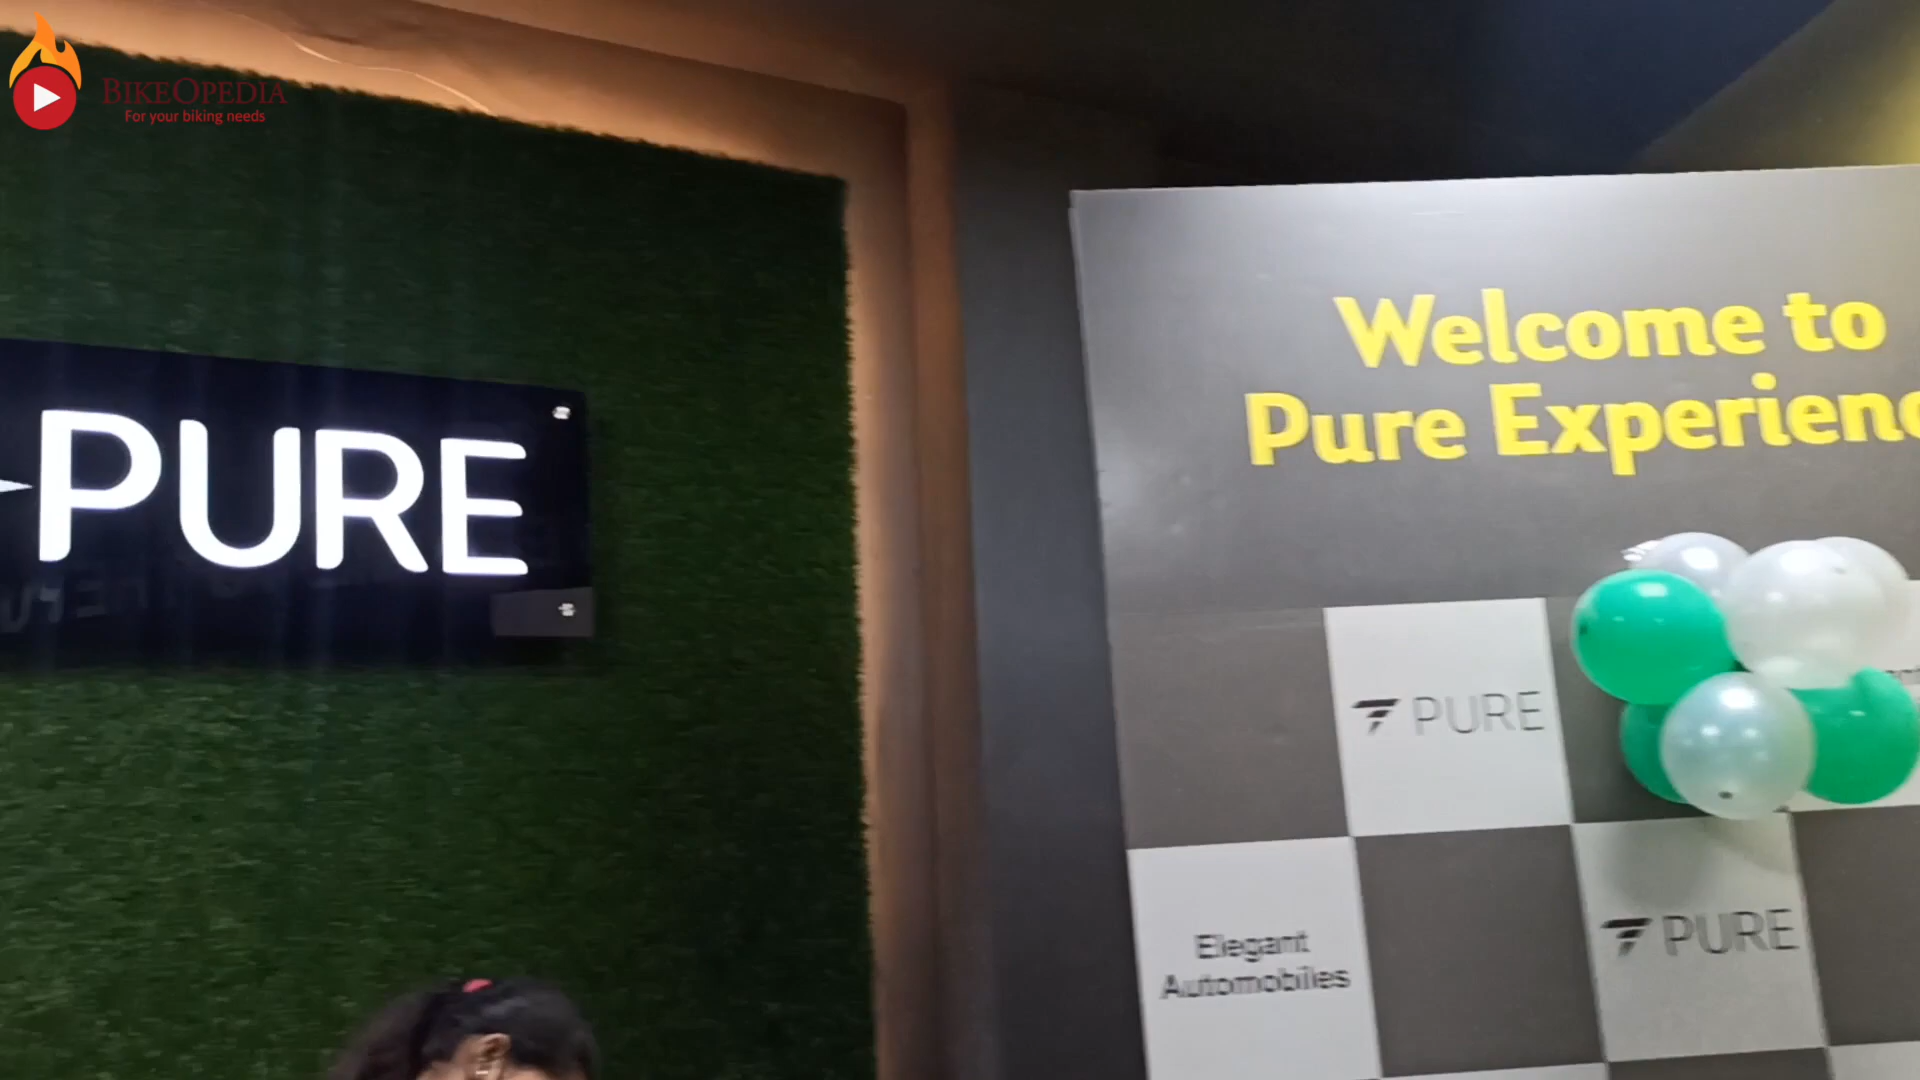 BIKEOPEDIA
For your biking needs
PURE
Welcome to
Pure Experienc
PURE
PURE
Elegant
Automobiles